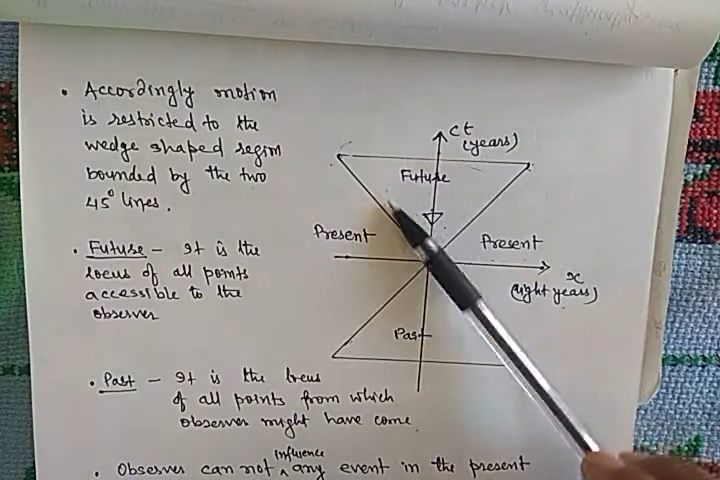 • Accordingly motion
is restricted to the
wedge shaped region
bounded by the two
45° lines.
• Future - It is the
locus of all points
accessible to the
observer
• Past - It is the locus
of all points from which
observer might have come.
• Observer can not influence any event in the present
ct
(years)
Future
Present
Present
x
(light years)
Past